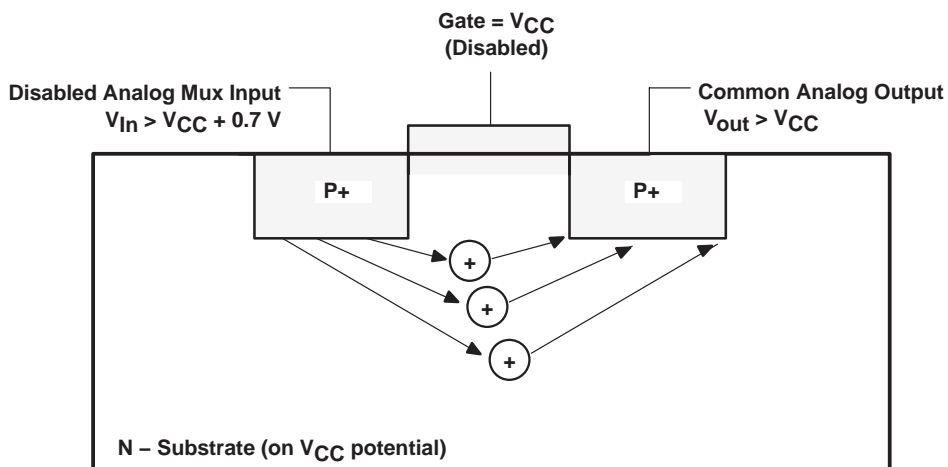 Gate = VCC
(Disabled)
Disabled Analog Mux Input
VIn > VCC + 0.7 V
Common Analog Output
Vout > VCC
P+
P+
+
+
+
N – Substrate (on VCC potential)